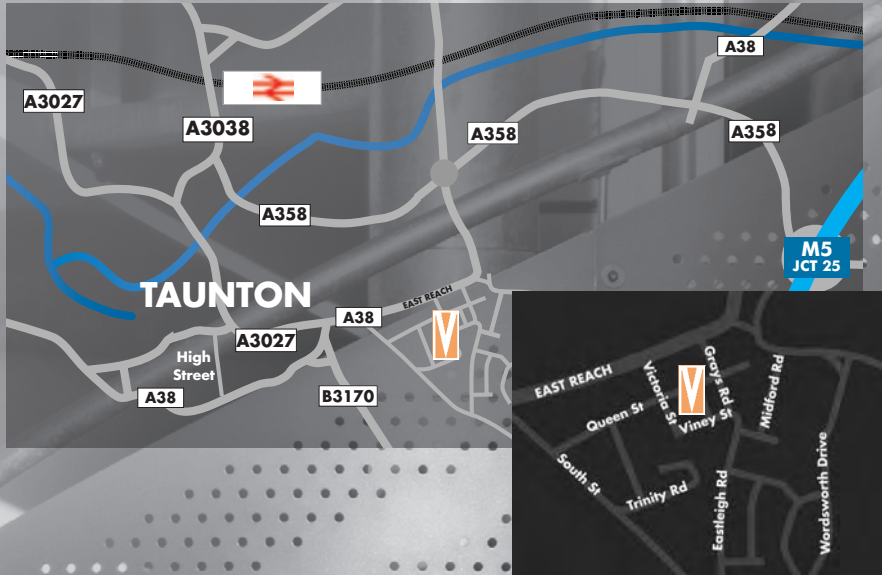 A38
A3027
A3038
A358
A358
A358
M5
JCT 25
TAUNTON
EAST REACH
A38
A3027
High
Street
A38
B3170
V
EAST REACH
Victoria St
Grays Rd
V
Midford Rd
Queen St
Viney St
South St
Trinity Rd
Eastleigh Rd
Wordsworth Drive